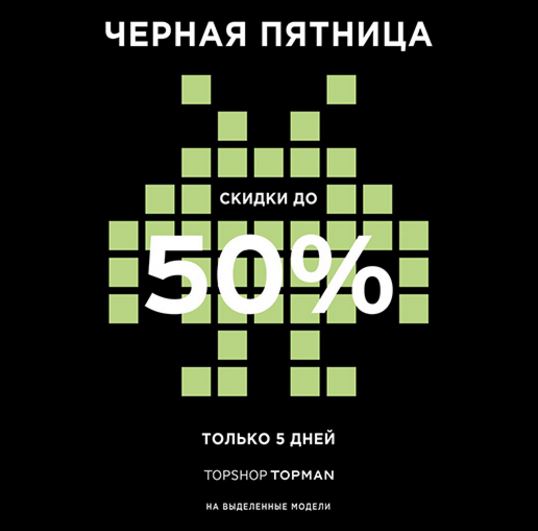 ЧЕРНАЯ ПЯТНИЦА
СКИДКИ ДО
50%
ТОЛЬКО 5 ДНЕЙ
TOPSHOP TOPMAN
НА ВЫДЕЛЕННЫЕ МОДЕЛИ